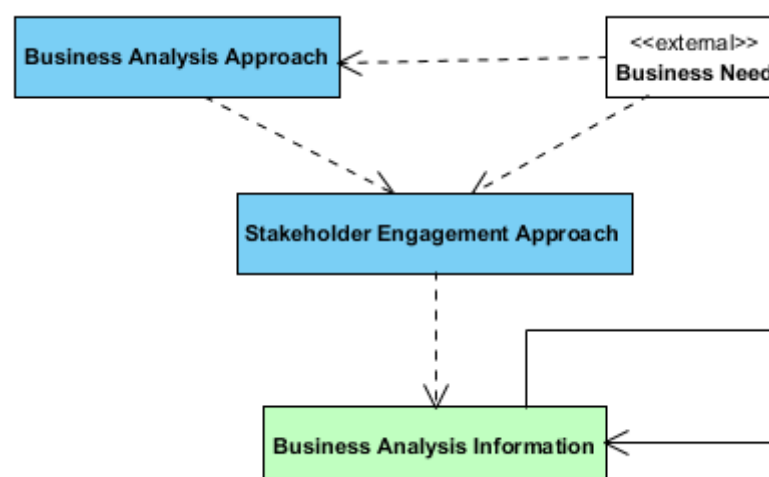 Business Analysis Approach
<<external>>
Business Need
Stakeholder Engagement Approach
Business Analysis Information